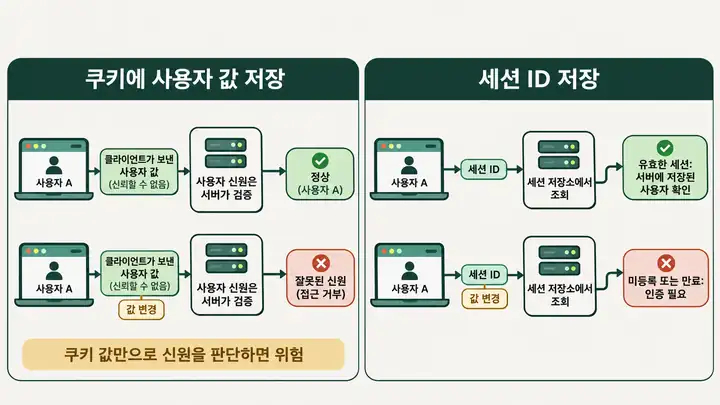 쿠키에 사용자 값 저장
사용자 A
클라이언트가 보낸
사용자 값
(신뢰할 수 없음)
사용자 신원은
서버가 검증
정상
(사용자 A)
사용자 A
클라이언트가 보낸
사용자 값
(신뢰할 수 없음)
값 변경
사용자 신원은
서버가 검증
잘못된 신원
(접근 거부)
쿠키 값만으로 신원을 판단하면 위험
세션 ID 저장
사용자 A
세션 ID
세션 저장소에서
조회
유효한 세션:
서버에 저장된
사용자 확인
사용자 A
세션 ID
값 변경
세션 저장소에서
조회
미등록 또는 만료:
인증 필요